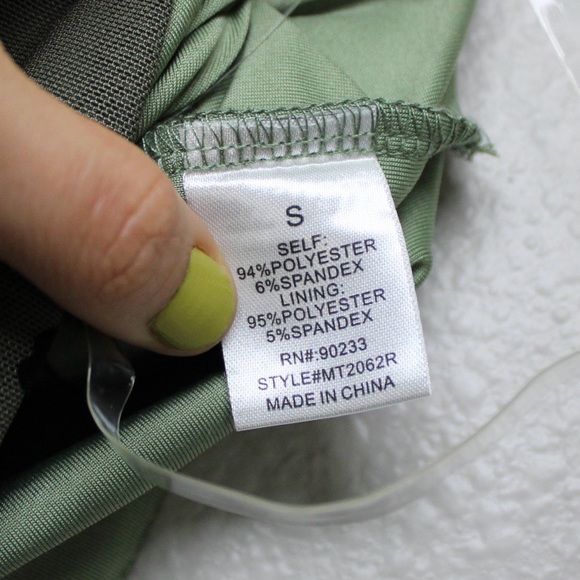 S
SELF:
94%POLYESTER
6%SPANDEX
LINING:
95%POLYESTER
5%SPANDEX
RN#:90233
STYLE#MT2062R
MADE IN CHINA